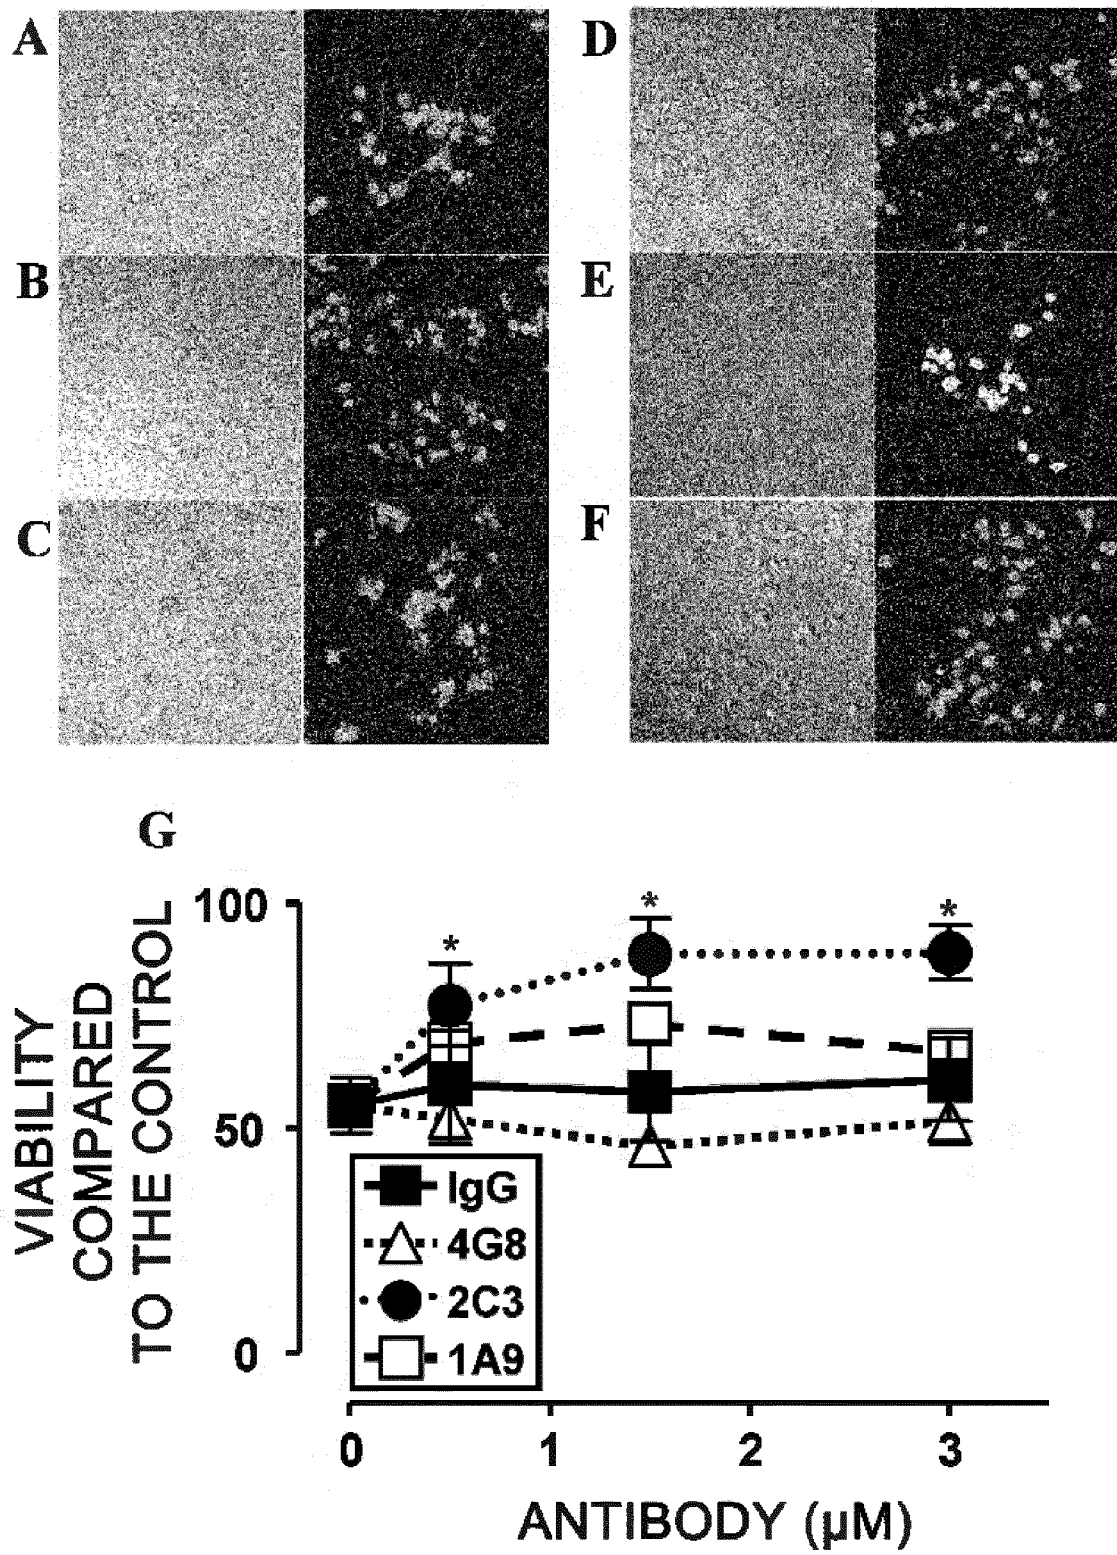 A
D
B
E
C
F
G
VIABILITY
COMPARED
TO THE CONTROL
100
50
0
*
*
*
IgG
4G8
2C3
1A9
0
1
2
3
ANTIBODY (µM)